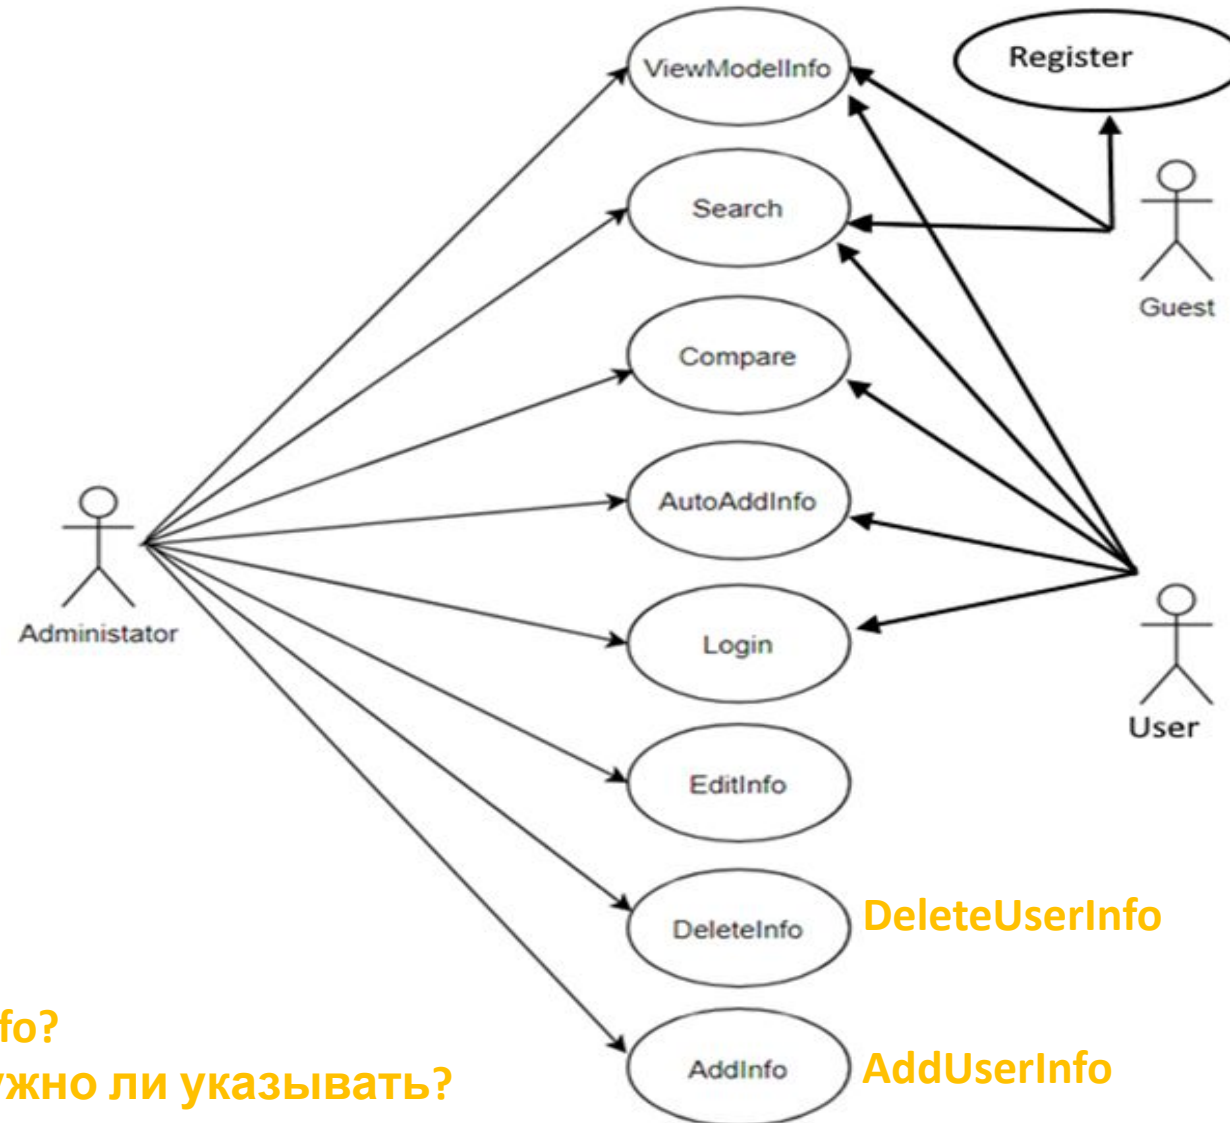 ViewModelInfo
Register
Search
Guest
Compare
AutoAddInfo
Administator
Login
User
EditInfo
DeleteInfo
DeleteUserInfo
fo?
жно ли указывать?
AddInfo
AddUserInfo